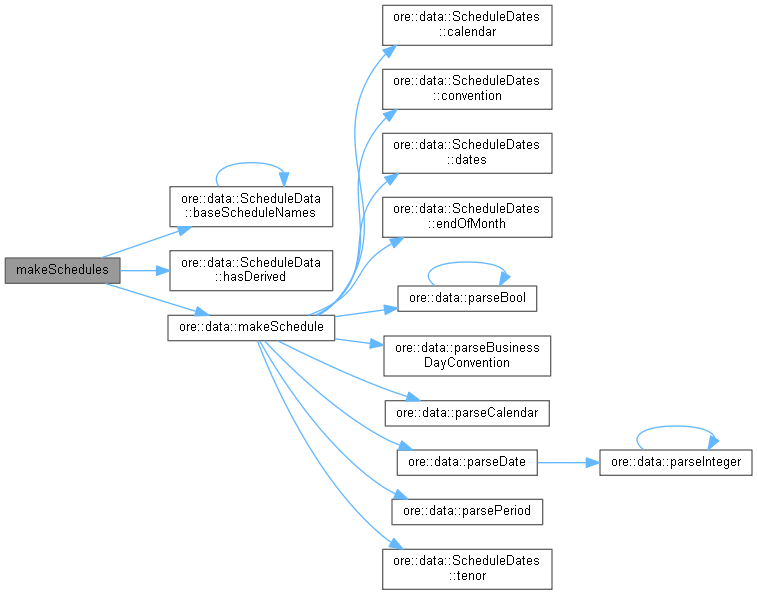 makeSchedules
ore::data::ScheduleData
::baseScheduleNames
ore::data::ScheduleData
::hasDerived
ore::data::makeSchedule
ore::data::ScheduleDates
::calendar
ore::data::ScheduleDates
::convention
ore::data::ScheduleDates
::dates
ore::data::ScheduleDates
::endOfMonth
ore::data::parseBool
ore::data::parseBusiness
DayConvention
ore::data::parseCalendar
ore::data::parseDate
ore::data::parseInteger
ore::data::parsePeriod
ore::data::ScheduleDates
::tenor